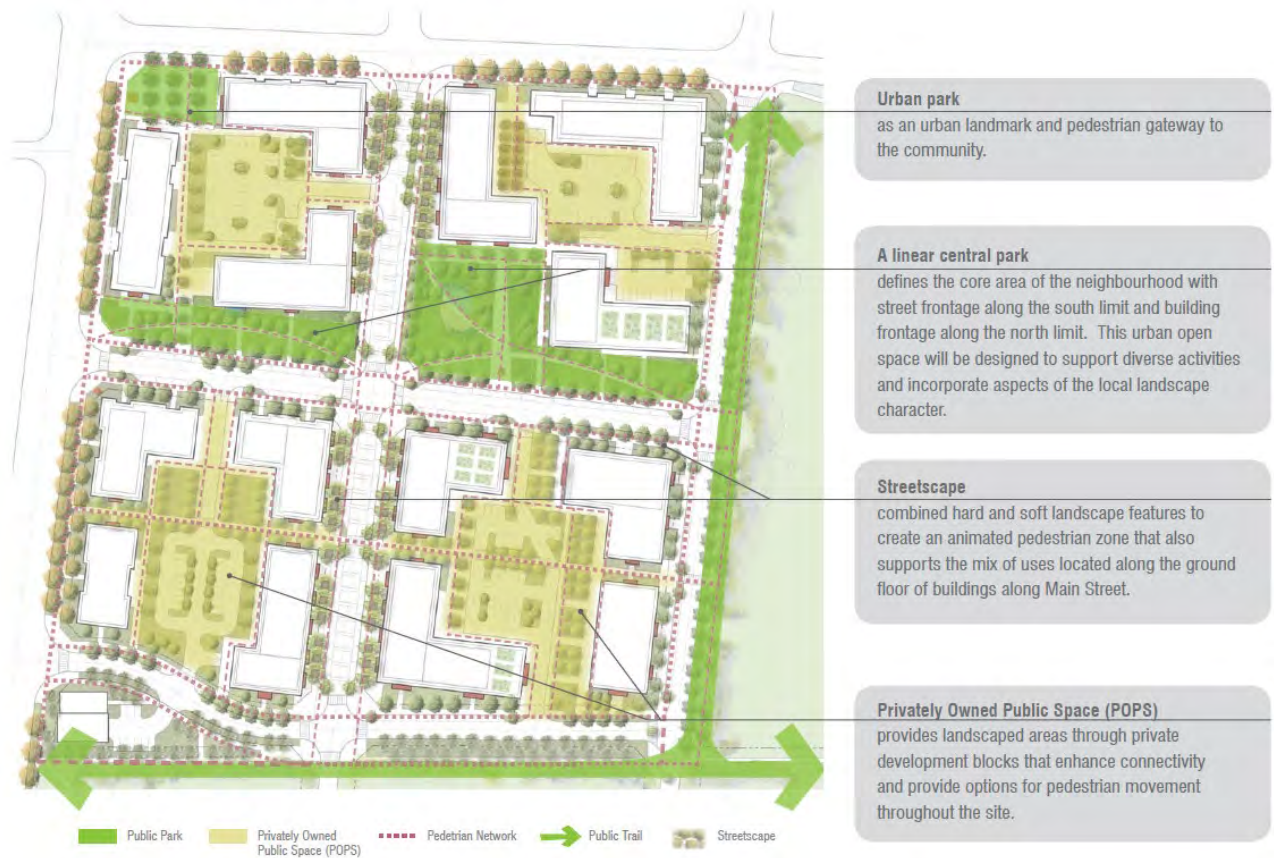 Urban park
as an urban landmark and pedestrian gateway to
the community.
A linear central park
defines the core area of the neighbourhood with
street frontage along the south limit and building
frontage along the north limit. This urban open
space will be designed to support diverse activities
and incorporate aspects of the local landscape
character.
Streetscape
combined hard and soft landscape features to
create an animated pedestrian zone that also
supports the mix of uses located along the ground
floor of buildings along Main Street.
Privately Owned Public Space (POPS)
provides landscaped areas through private
development blocks that enhance connectivity
and provide options for pedestrian movement
throughout the site.
Public Park
Privately Owned
Public Space (POPS)
Pedetrian Network
Public Trail
Streetscape